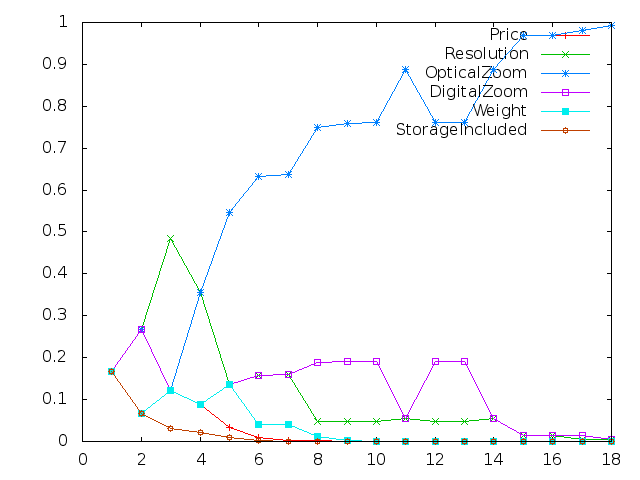 1
Price
Resolution
0.9
OpticalZoom
DigitalZoom
0.8
Weight
StorageIncluded
0.7
0.6
0.5
0.4
0.3
0.2
0.1
0
0 2 4 6 8 10 12 14 16 18